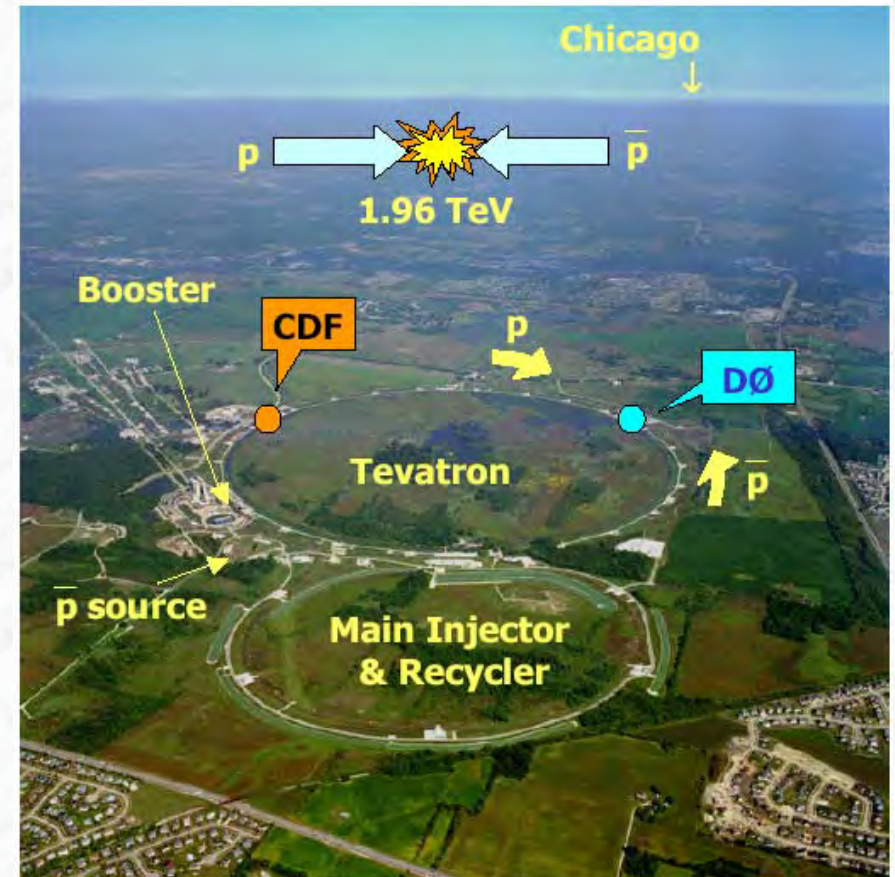 Chicago
↓
p p̅
1.96 TeV
Booster
CDF
p
DØ
Tevatron
p̅
p̅ source
Main Injector
& Recycler